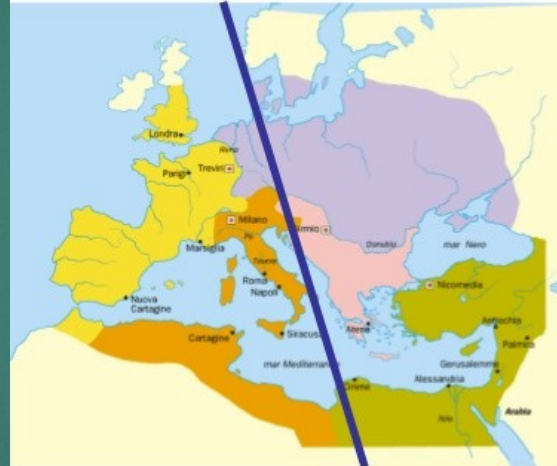 Londra
Reno
Parigi
Treviri
Milano
Po
Marsiglia
Tevere
Roma
Napoli
Nuova
Cartagine
Cartagine
Siracusa
mar Mediterraneo
Danubio
mar Nero
Nicomedia
Atene
Antiochia
Palmira
Cirene
Alessandria
Gerusalemme
Nilo
Arabia